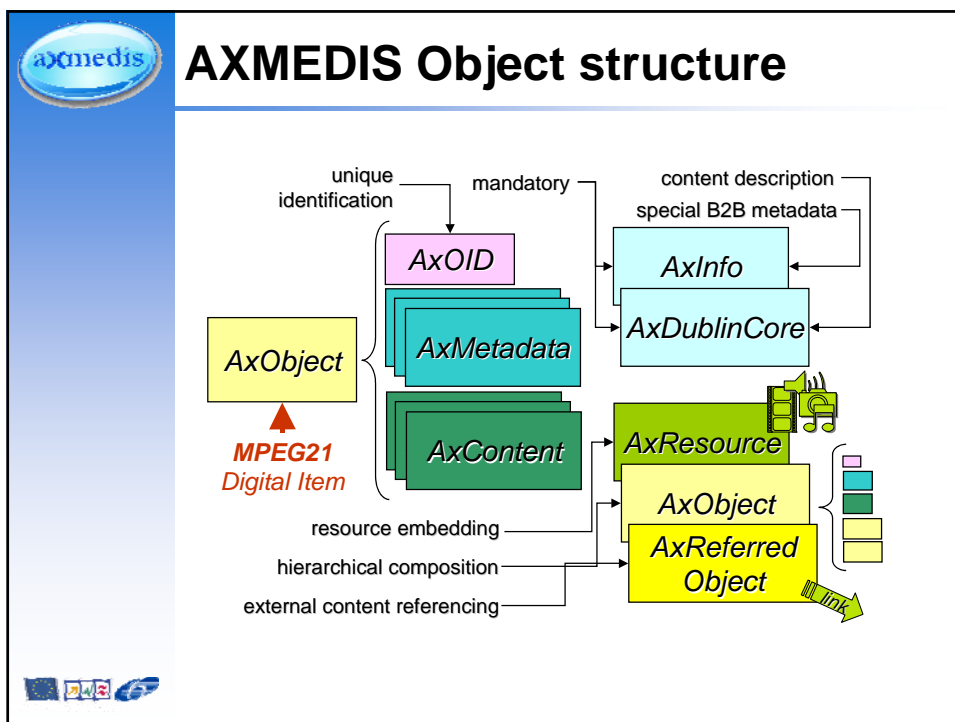 axmedis
AXMEDIS Object structure
unique
identification
mandatory
content description
special B2B metadata
AxOID
AxInfo
AxMetadata
AxDublinCore
AxObject
AxContent
MPEG21
Digital Item
AxResource
AxObject
AxReferred
Object
resource embedding
hierarchical composition
external content referencing
link